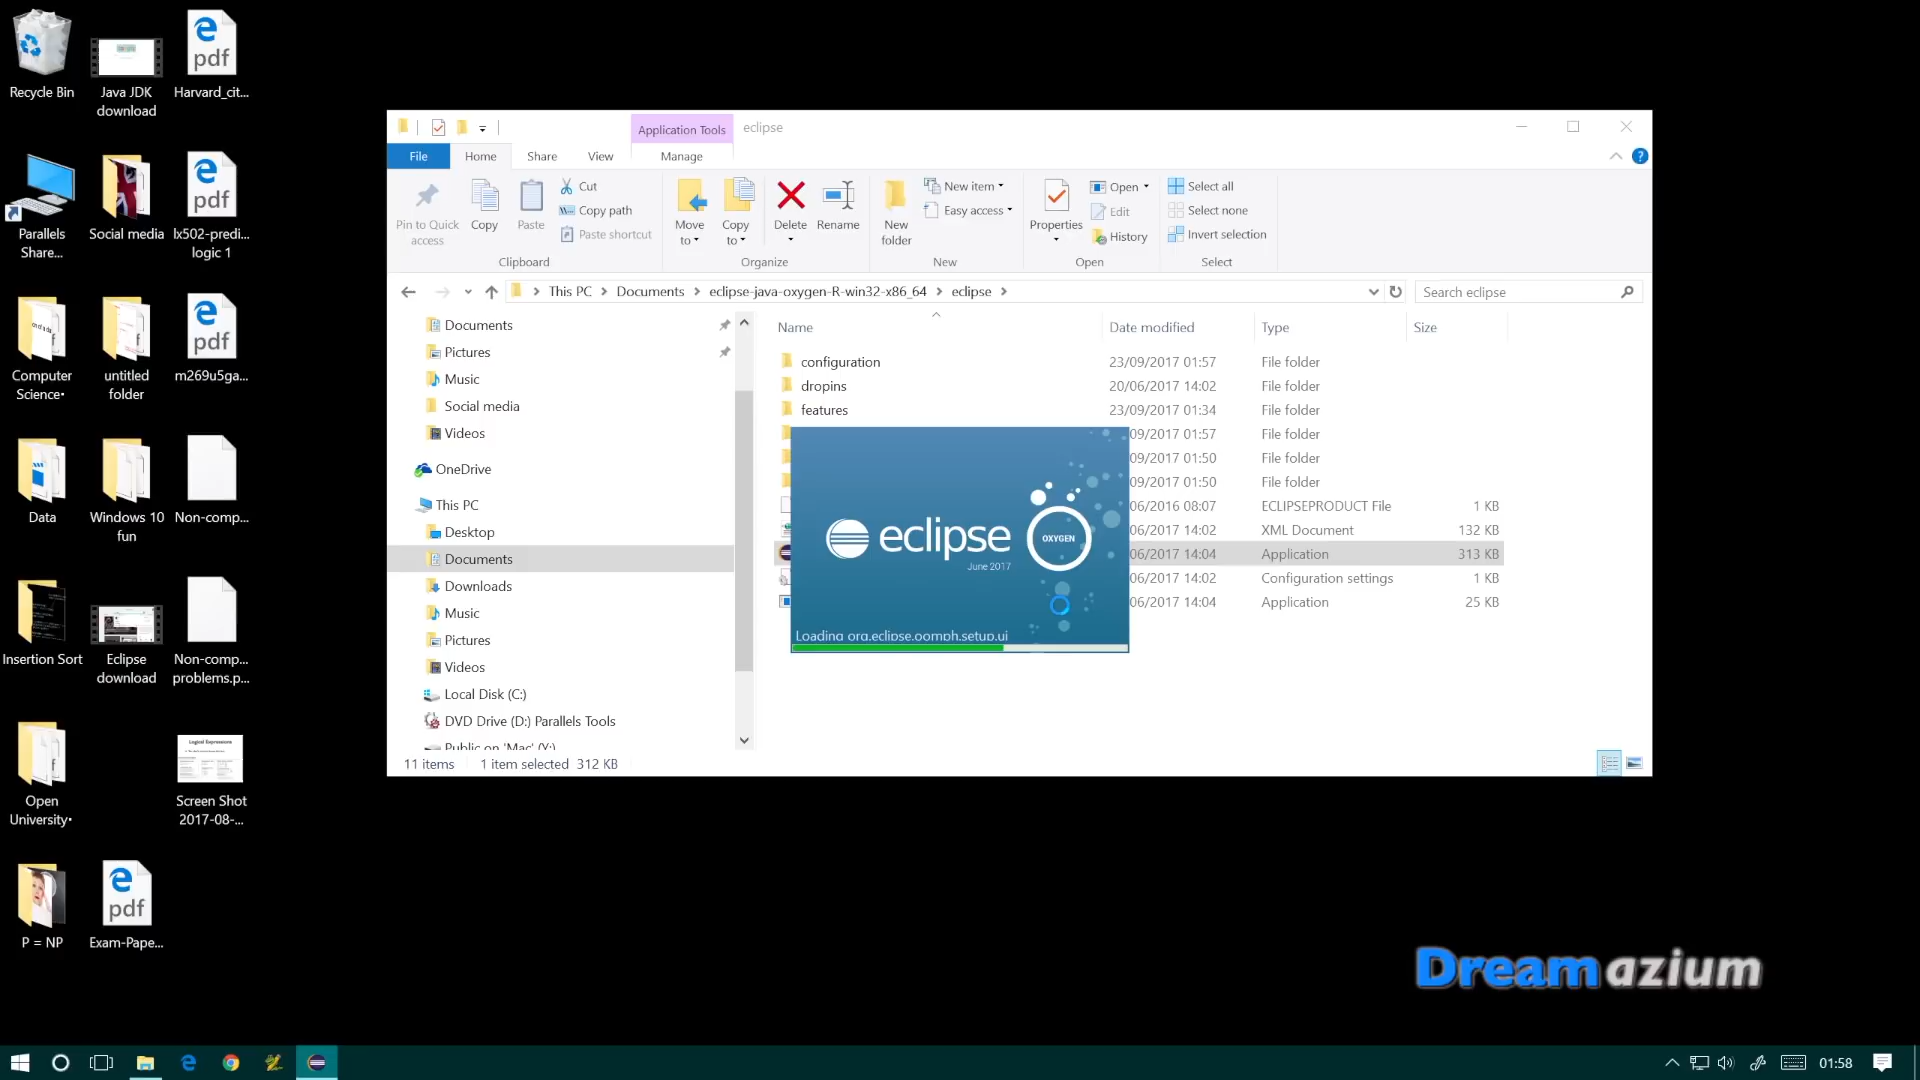 Recycle Bin
Java JDK
download
Harvard_cit...
Parallels
Share...
Social media
lx502-predi...
logic 1
Computer
Science•
untitled
folder
m269u5ga...
Data
Windows 10
fun
Non-comp...
Insertion Sort
Eclipse
download
Non-comp...
problems.p...
Open
University•
Screen Shot
2017-08-...
P = NP
Exam-Pape...
pdf
pdf
pdf
pdf
Application Tools
eclipse
File
Home
Share
View
Manage
Pin to Quick
access
Copy
Paste
Cut
Copy path
Paste shortcut
Clipboard
Move
to
Copy
to
Delete
Rename
Organize
New
folder
New item
Easy access
New
Properties
Open
Edit
History
Open
Select all
Select none
Invert selection
Select
This PC
Documents
eclipse-java-oxygen-R-win32-x86_64
eclipse
Search eclipse
Documents
Pictures
Music
Social media
Videos
OneDrive
This PC
Desktop
Documents
Downloads
Music
Pictures
Videos
Local Disk (C:)
DVD Drive (D:) Parallels Tools
Public on 'Mac' (Y:)
Name Date modified Type Size
configuration 23/09/2017 01:57 File folder
dropins 20/06/2017 14:02 File folder
features 23/09/2017 01:34 File folder
09/2017 01:57 File folder
09/2017 01:50 File folder
09/2017 01:50 File folder
06/2016 08:07 ECLIPSEPRODUCT File 1 KB
06/2017 14:02 XML Document 132 KB
06/2017 14:04 Application 313 KB
06/2017 14:02 Configuration settings 1 KB
06/2017 14:04 Application 25 KB
eclipse
OXYGEN
June 2017
Loading org.eclipse.oomph.setup.ui
11 items
1 item selected 312 KB
Dreamazium
01:58